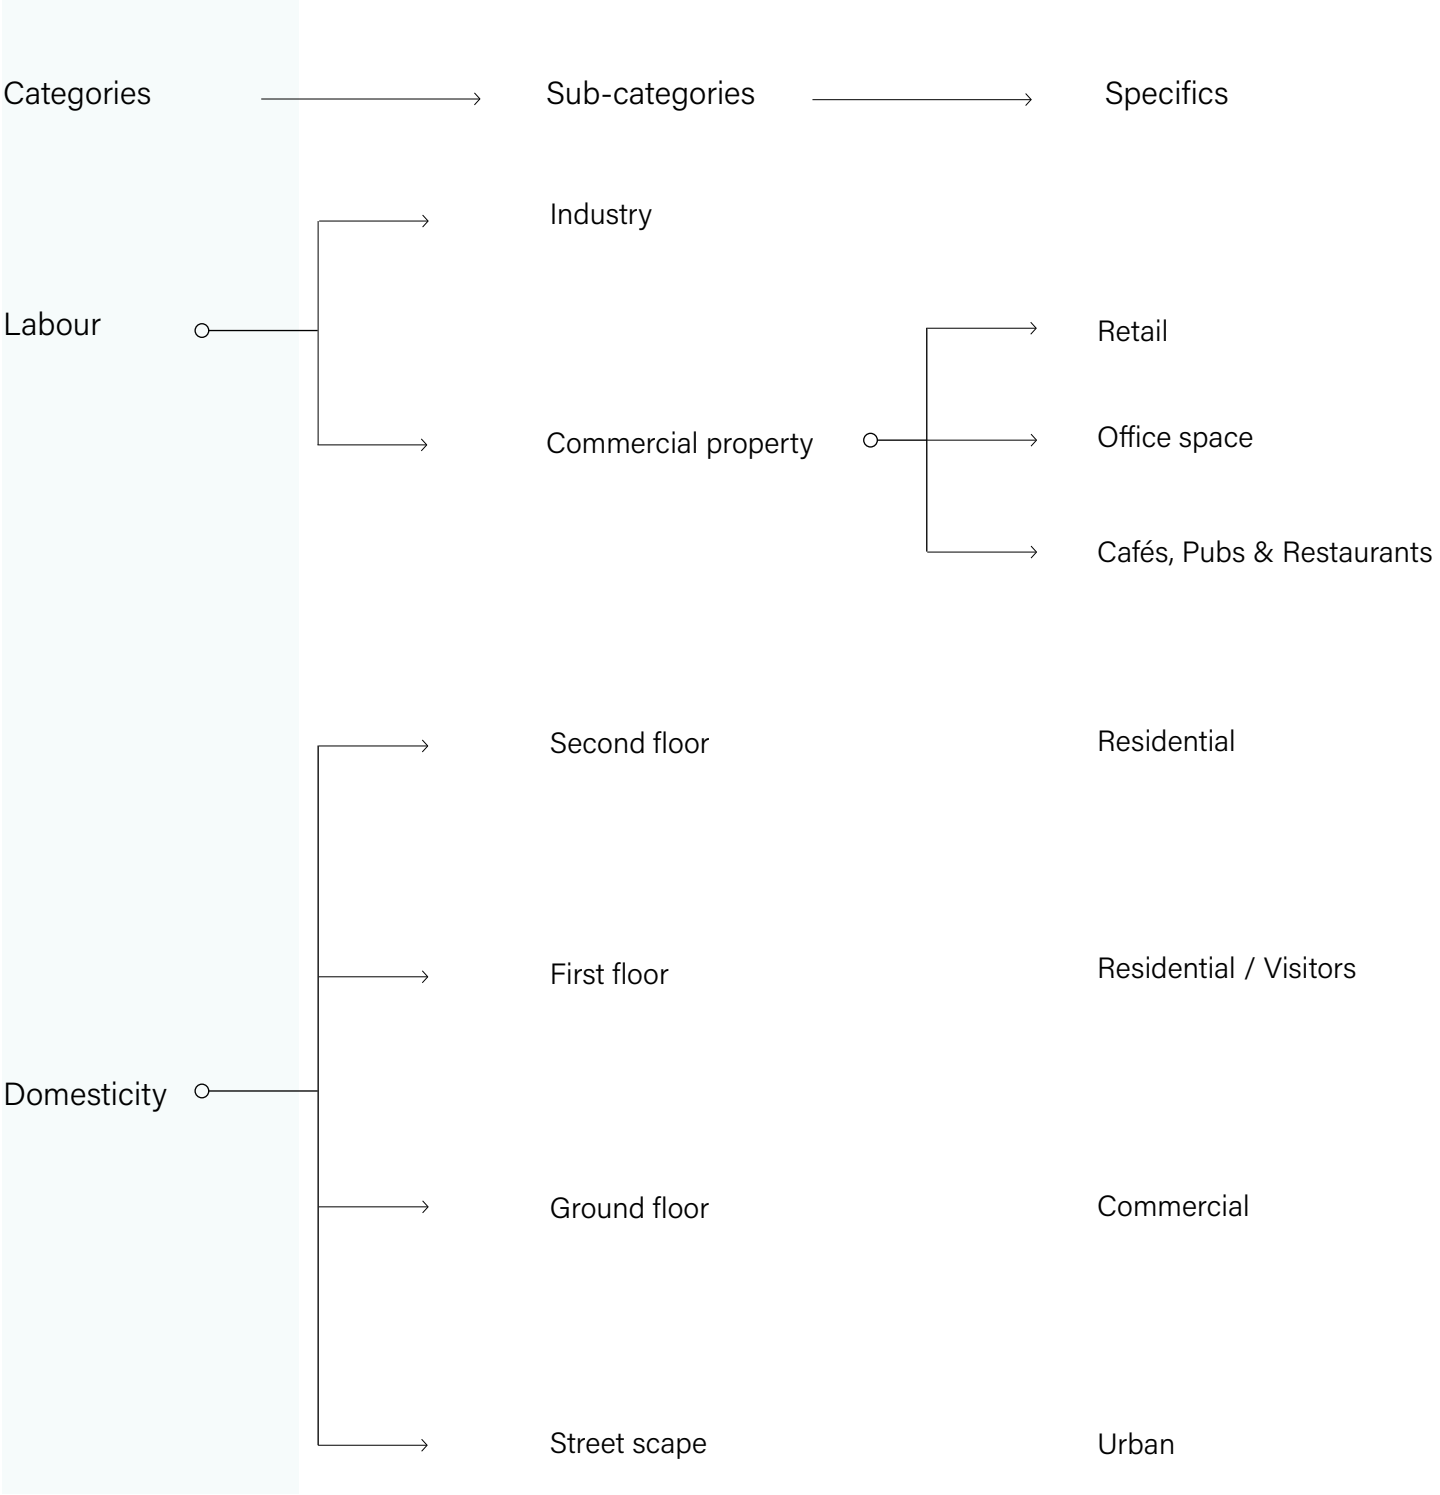 Categories
Sub-categories
Specifics
Industry
Labour
Retail
Commercial property
Office space
Cafés, Pubs & Restaurants
Second floor
Residential
First floor
Residential / Visitors
Domesticity
Ground floor
Commercial
Street scape
Urban